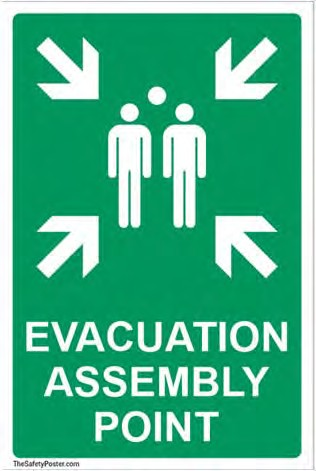 EVACUATION
ASSEMBLY
POINT
TheSafetyPoster.com